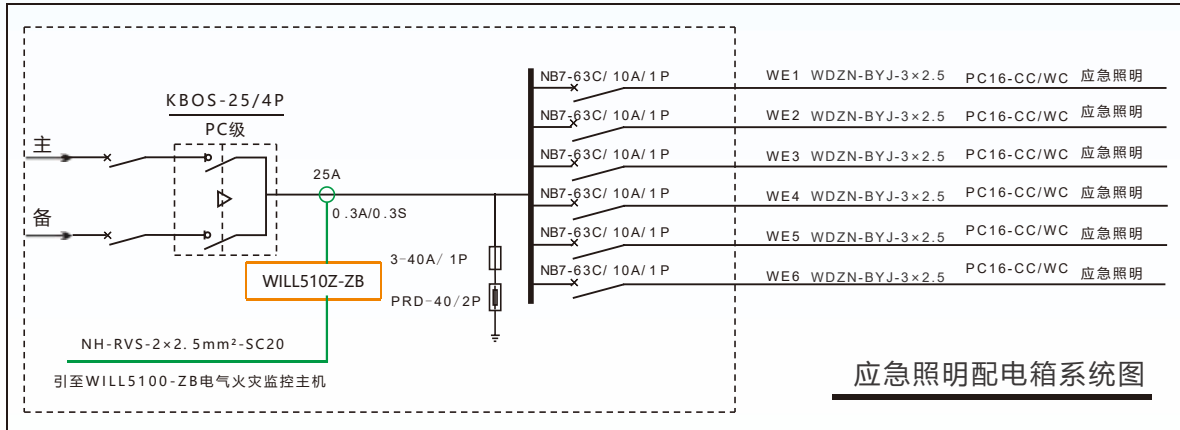 KBOS-25/4P
PC级
主
备
25A
0.3A/0.3S
WILL510Z-ZB
3-40A/1P
PRD-40/2P
NH-RVS-2×2.5mm²-SC20
引至WILL5100-ZB电气火灾监控主机
NB7-63C/10A/1P WE1 WDZN-BYJ-3×2.5 PC16-CC/WC 应急照明
NB7-63C/10A/1P WE2 WDZN-BYJ-3×2.5 PC16-CC/WC 应急照明
NB7-63C/10A/1P WE3 WDZN-BYJ-3×2.5 PC16-CC/WC 应急照明
NB7-63C/10A/1P WE4 WDZN-BYJ-3×2.5 PC16-CC/WC 应急照明
NB7-63C/10A/1P WE5 WDZN-BYJ-3×2.5 PC16-CC/WC 应急照明
NB7-63C/10A/1P WE6 WDZN-BYJ-3×2.5 PC16-CC/WC 应急照明
应急照明配电箱系统图